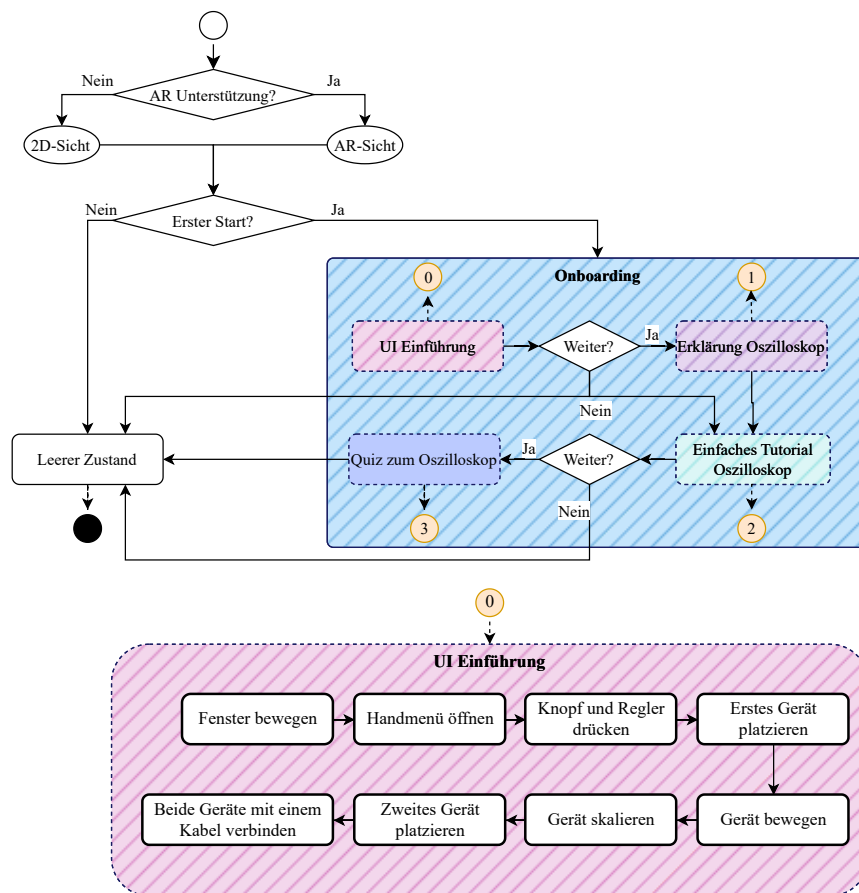 Nein
Ja
AR Unterstützung?
2D-Sicht
AR-Sicht
Nein
Ja
Erster Start?
Onboarding
0
1
UI Einführung
Weiter?
Ja
Erklärung Oszilloskop
Nein
Leerer Zustand
Quiz zum Oszilloskop
Ja
Weiter?
Einfaches Tutorial
Oszilloskop
Nein
3
2
0
UI Einführung
Fenster bewegen
Handmenü öffnen
Knopf und Regler
drücken
Erstes Gerät
platzieren
Beide Geräte mit einem
Kabel verbinden
Zweites Gerät
platzieren
Gerät skalieren
Gerät bewegen